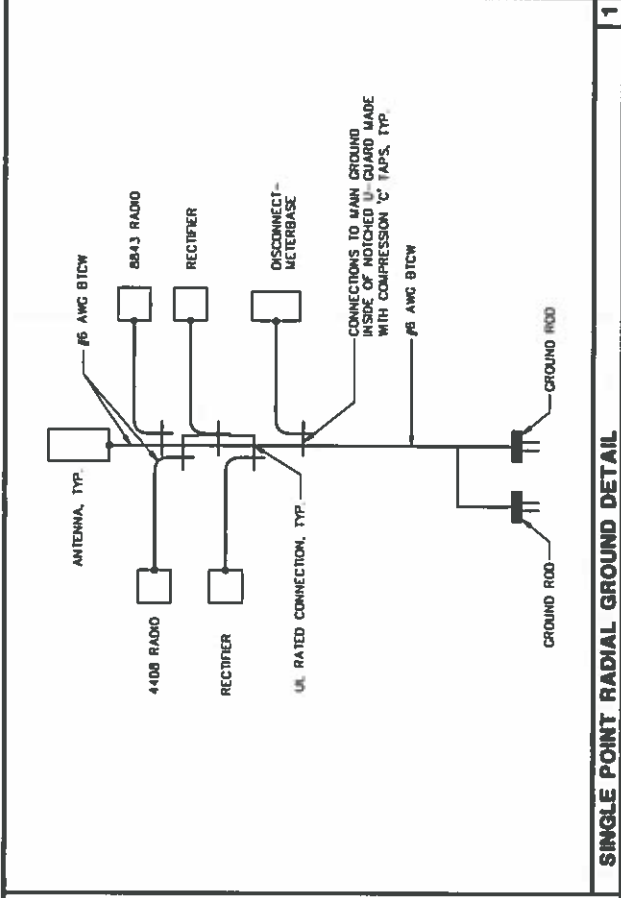 ANTENNA, TYP.
#6 AWG BTCW
8843 RADIO
4408 RADIO
RECTIFIER
RECTIFIER
DISCONNECT-
METERBASE
UL RATED CONNECTION, TYP.
CONNECTIONS TO MAIN GROUND
INSIDE OF NOTCHED U-GUARD MADE
WITH COMPRESSION 'C' TAPS, TYP.
#6 AWG BTCW
GROUND ROD
GROUND ROD
SINGLE POINT RADIAL GROUND DETAIL
1